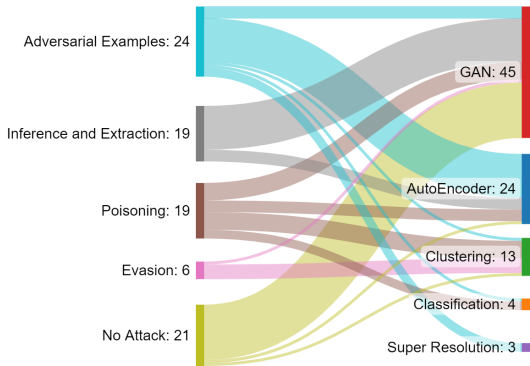 Adversarial Examples: 24
Inference and Extraction: 19
Poisoning: 19
Evasion: 6
No Attack: 21
GAN: 45
AutoEncoder: 24
Clustering: 13
Classification: 4
Super Resolution: 3